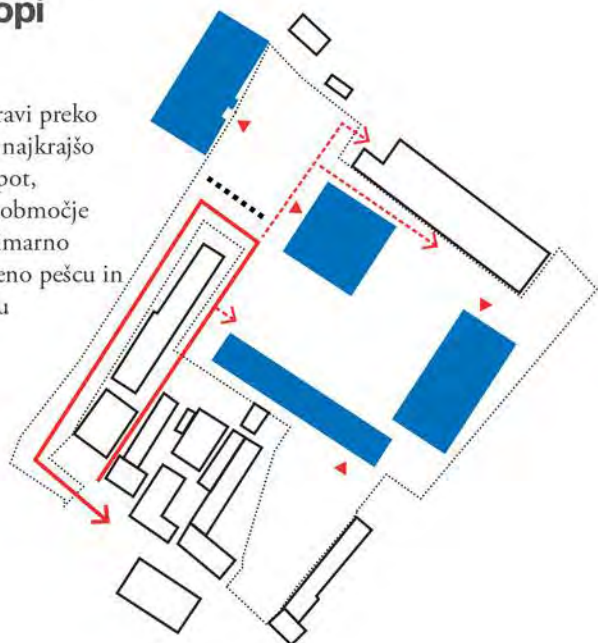 opi
ravi preko
najkrajšo
pot,
območje
marno
eno pešcu in
u